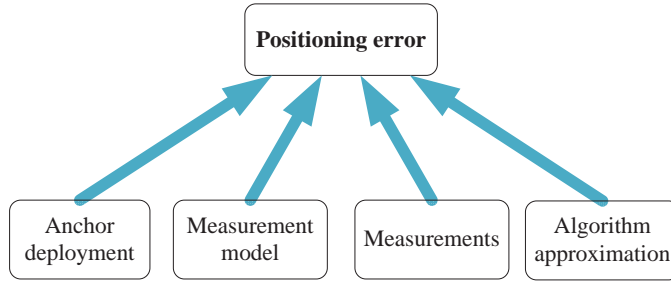 Positioning error
Anchor
deployment
Measurement
model
Measurements
Algorithm
approximation